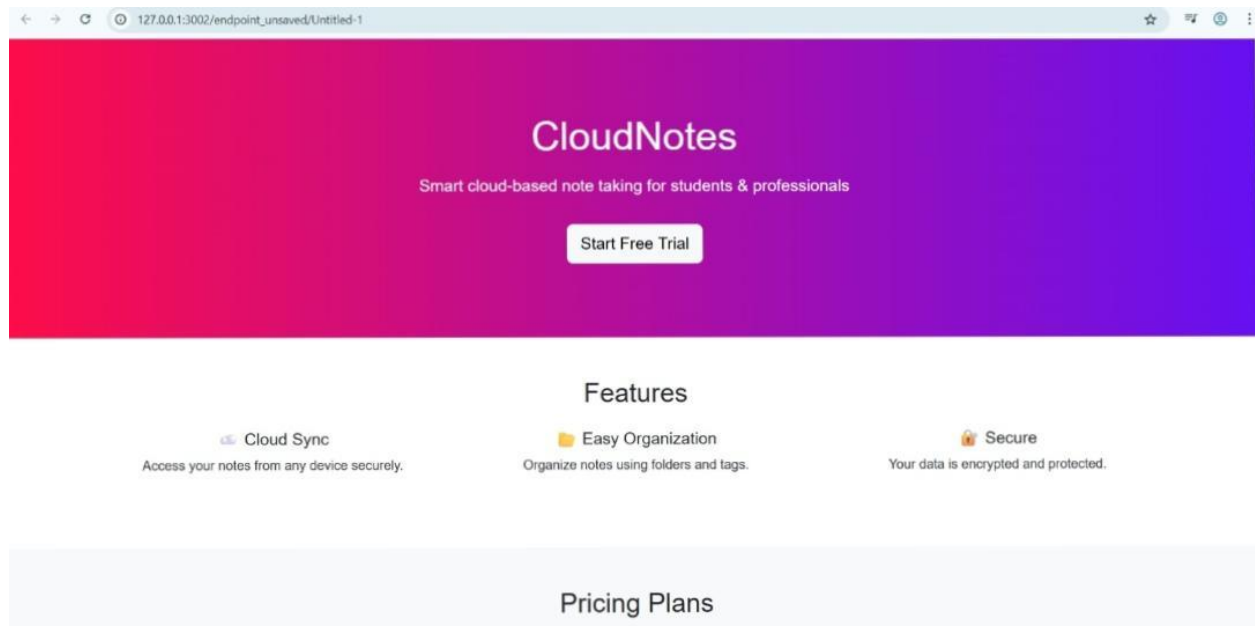 127.0.0.1:3002/endpoint_unsaved/Untitled-1
CloudNotes
Smart cloud-based note taking for students & professionals
Start Free Trial
Features
Cloud Sync
Access your notes from any device securely.
Easy Organization
Organize notes using folders and tags.
Secure
Your data is encrypted and protected.
Pricing Plans